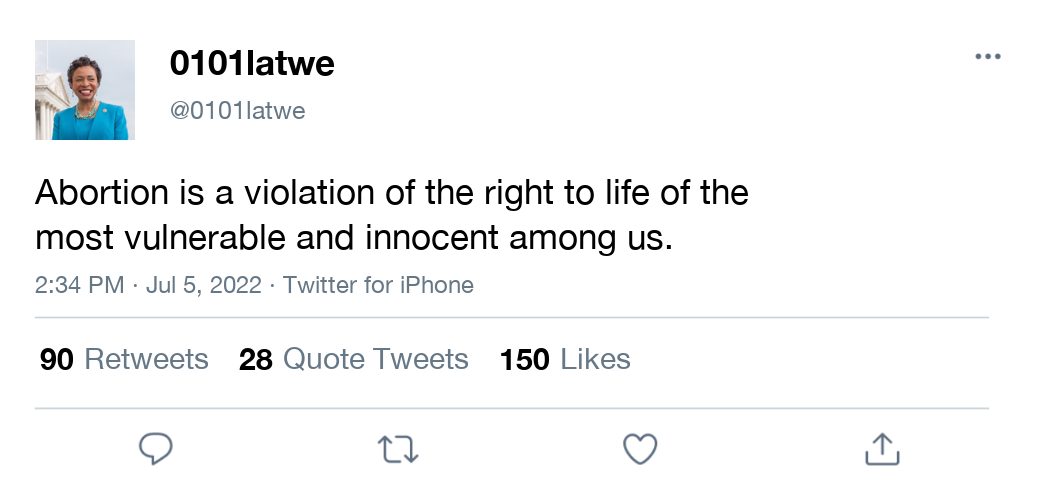 0101latwe
@0101latwe
Abortion is a violation of the right to life of the
most vulnerable and innocent among us.
2:34 PM · Jul 5, 2022 · Twitter for iPhone
90 Retweets 28 Quote Tweets 150 Likes